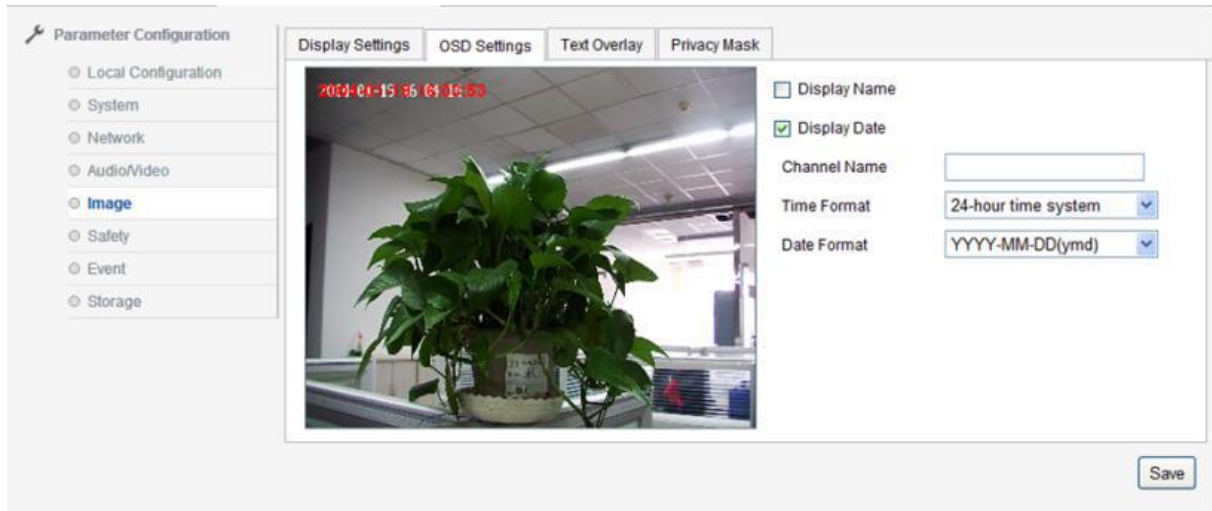 Parameter Configuration
Local Configuration
System
Network
Audio/Video
Image
Safety
Event
Storage
Display Settings
OSD Settings
Text Overlay
Privacy Mask
Display Name
Display Date
Channel Name
Time Format
24-hour time system
Date Format
YYYY-MM-DD(ymd)
Save